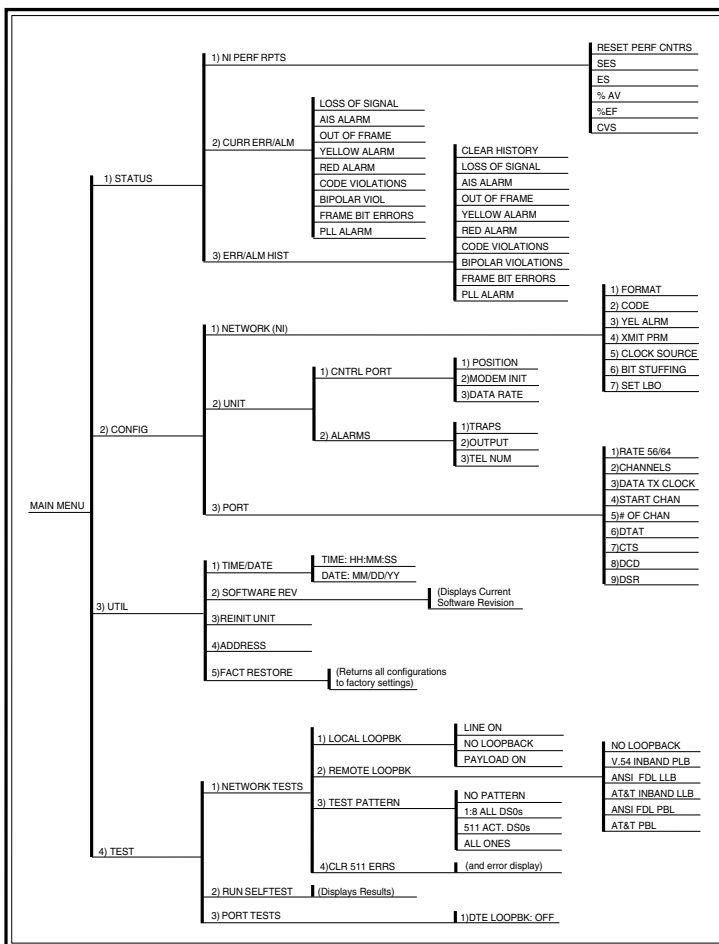 MAIN MENU
1) STATUS
1) NI PERF RPTS
RESET PERF CNTRS
SES
ES
% AV
%EF
CVS
2) CURR ERR/ALM
LOSS OF SIGNAL
AIS ALARM
OUT OF FRAME
YELLOW ALARM
RED ALARM
CODE VIOLATIONS
BIPOLAR VIOL
FRAME BIT ERRORS
PLL ALARM
3) ERR/ALM HIST
CLEAR HISTORY
LOSS OF SIGNAL
AIS ALARM
OUT OF FRAME
YELLOW ALARM
RED ALARM
CODE VIOLATIONS
BIPOLAR VIOLATIONS
FRAME BIT ERRORS
PLL ALARM
2) CONFIG
1) NETWORK (NI)
1) FORMAT
2) CODE
3) YEL ALRM
4) XMIT PRM
5) CLOCK SOURCE
6) BIT STUFFING
7) SET LBO
2) UNIT
1) CNTRL PORT
1) POSITION
2)MODEM INIT
3)DATA RATE
2) ALARMS
1)TRAPS
2)OUTPUT
3)TEL NUM
3) PORT
1)RATE 56/64
2)CHANNELS
3)DATA TX CLOCK
4)START CHAN
5)# OF CHAN
6)DTAT
7)CTS
8)DCD
9)DSR
3) UTIL
1) TIME/DATE
TIME: HH:MM:SS
DATE: MM/DD/YY
2) SOFTWARE REV
(Displays Current
Software Revision
3)REINIT UNIT
4)ADDRESS
5)FACT RESTORE
(Returns all configurations
to factory settings)
4) TEST
1) NETWORK TESTS
1) LOCAL LOOPBK
LINE ON
NO LOOPBACK
PAYLOAD ON
2) REMOTE LOOPBK
NO LOOPBACK
V.54 INBAND PLB
ANSI FDL LLB
AT&T INBAND LLB
ANSI FDL PBL
AT&T PBL
3) TEST PATTERN
NO PATTERN
1:8 ALL DS0s
511 ACT. DS0s
ALL ONES
4)CLR 511 ERRS
(and error display)
2) RUN SELFTEST
(Displays Results)
3) PORT TESTS
1)DTE LOOPBK: OFF